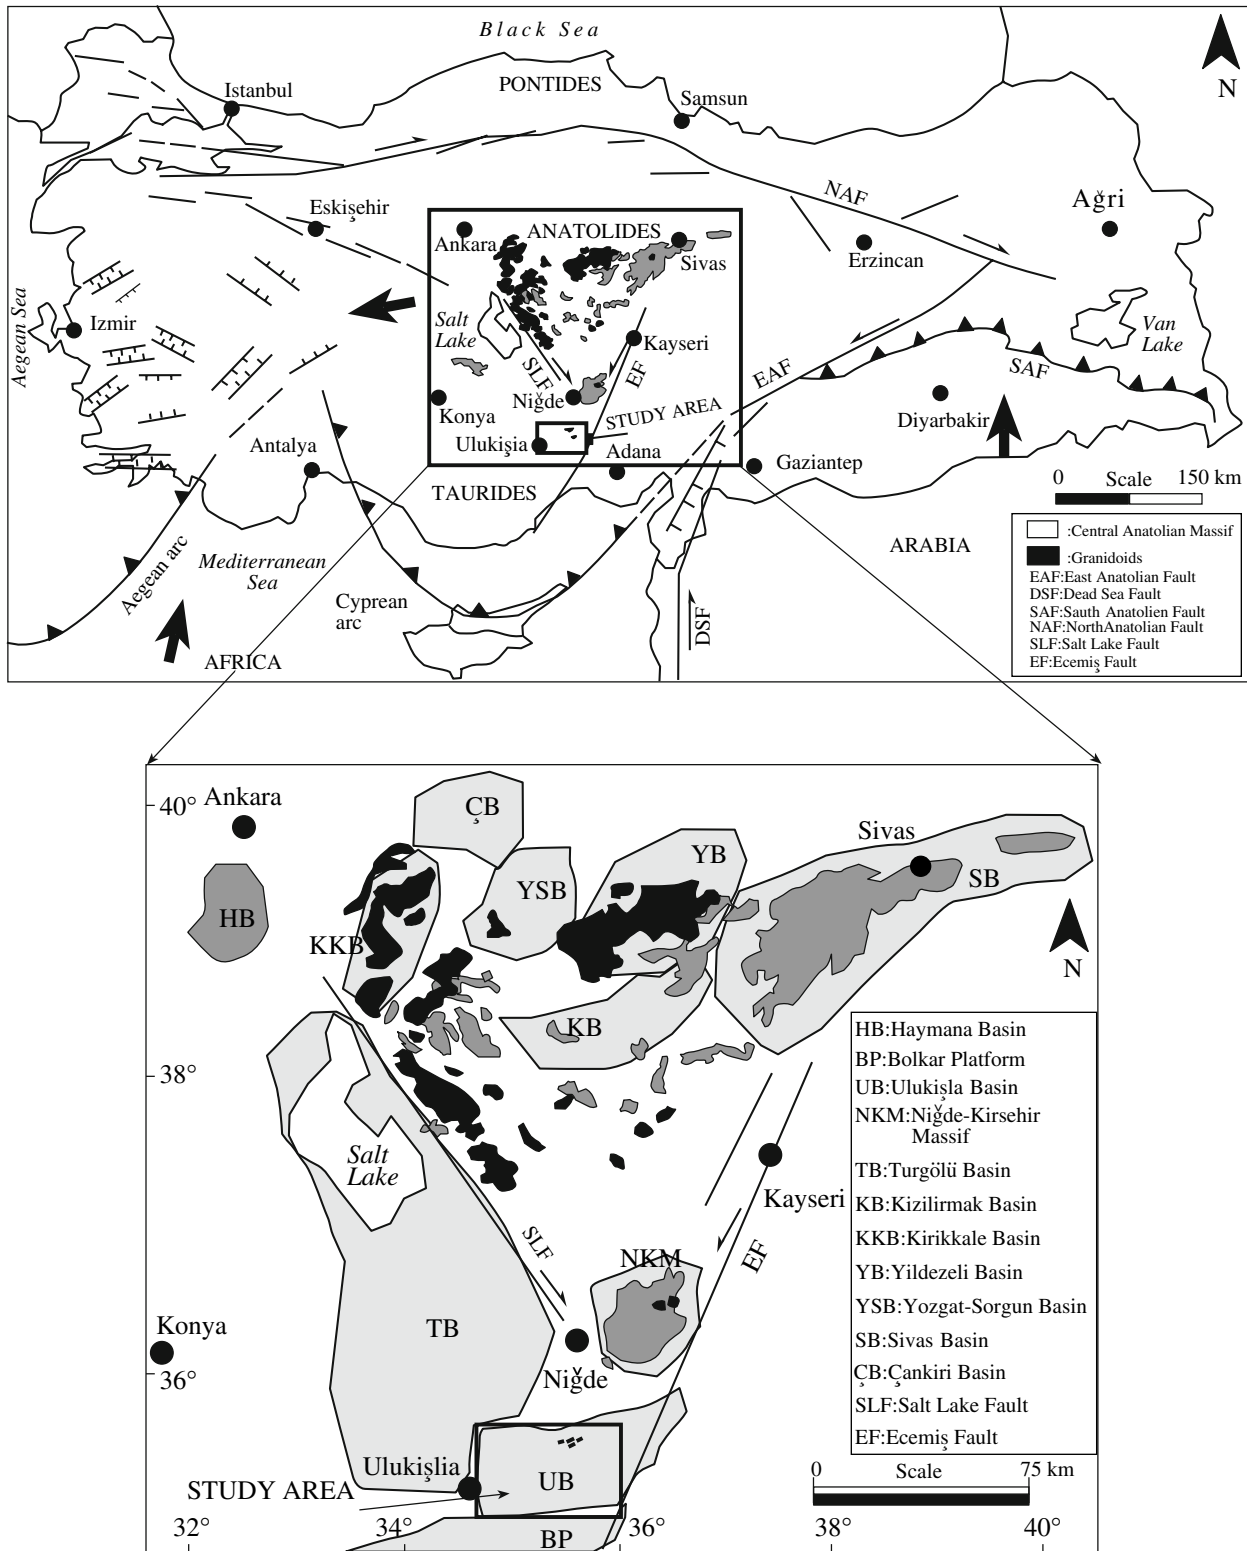 Black Sea
N
PONTIDES
Istanbul
Samsun
NAF
Ağri
Eskişehir
Ankara
ANATOLIDES
Sivas
Erzincan
Aegean Sea
Izmir
Salt
Lake
Kayseri
Van
Lake
SLF
EF
EAF
SAF
Niğde
Konya
STUDY AREA
Diyarbakir
Ulukişia
Antalya
Adana
Gaziantep
TAURIDES
0 Scale 150 km
ARABIA
Mediterranean
Sea
Aegean arc
Cyprean
arc
DSF
AFRICA
:Central Anatolian Massif
:Granidoids
EAF:East Anatolian Fault
DSF:Dead Sea Fault
SAF:Sauth Anatolien Fault
NAF:NorthAnatolian Fault
SLF:Salt Lake Fault
EF:Ecemiş Fault
40°
Ankara
ÇB
Sivas
YB
YSB
SB
HB
KKB
N
KB
38°
Salt
Lake
Kayseri
SLF
NKM
EF
Konya
TB
36°
Niğde
Ulukişlia
STUDY AREA
UB
BP
32°
34°
36°
38°
40°
HB:Haymana Basin
BP:Bolkar Platform
UB:Ulukişla Basin
NKM:Niğde-Kirsehir
Massif
TB:Turgölü Basin
KB:Kizilirmak Basin
KKB:Kirikkale Basin
YB:Yildezeli Basin
YSB:Yozgat-Sorgun Basin
SB:Sivas Basin
ÇB:Çankiri Basin
SLF:Salt Lake Fault
EF:Ecemiş Fault
0 Scale 75 km